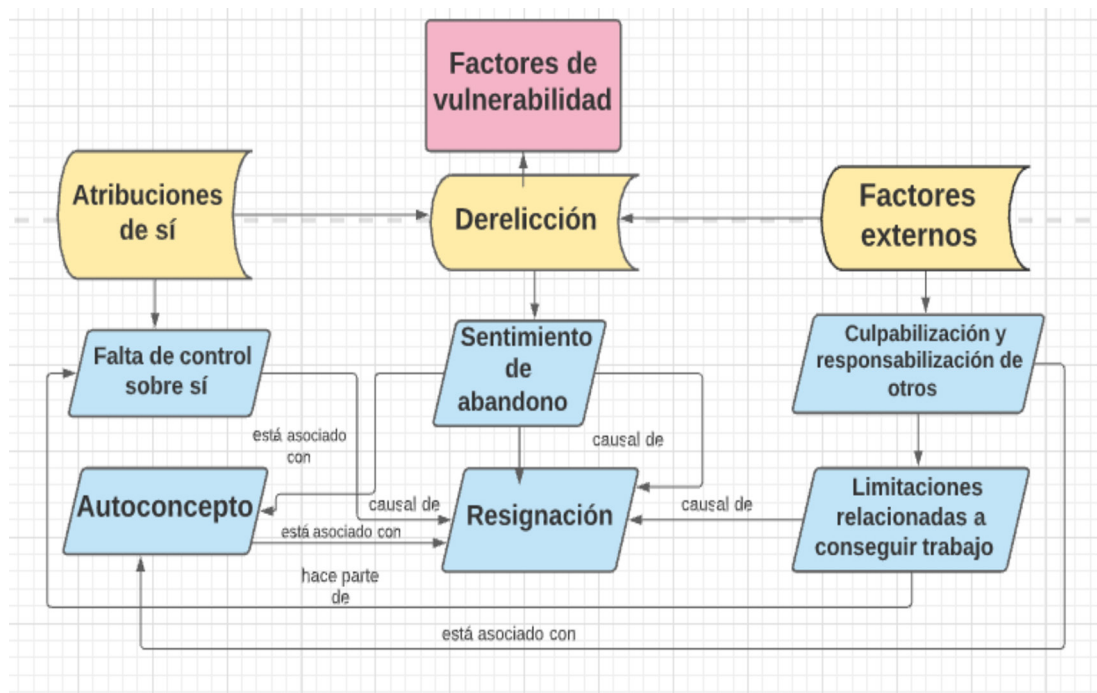 Factores de
vulnerabilidad
Atribuciones
de sí
Derelicción
Factores
externos
Falta de control
sobre sí
Sentimiento
de
abandono
Culpabilización y
responsabilización de
otros
está asociado
con
causal de
Autoconcepto
causal de
Resignación
causal de
Limitaciones
relacionadas a
conseguir trabajo
está asociado con
hace parte
de
está asociado con